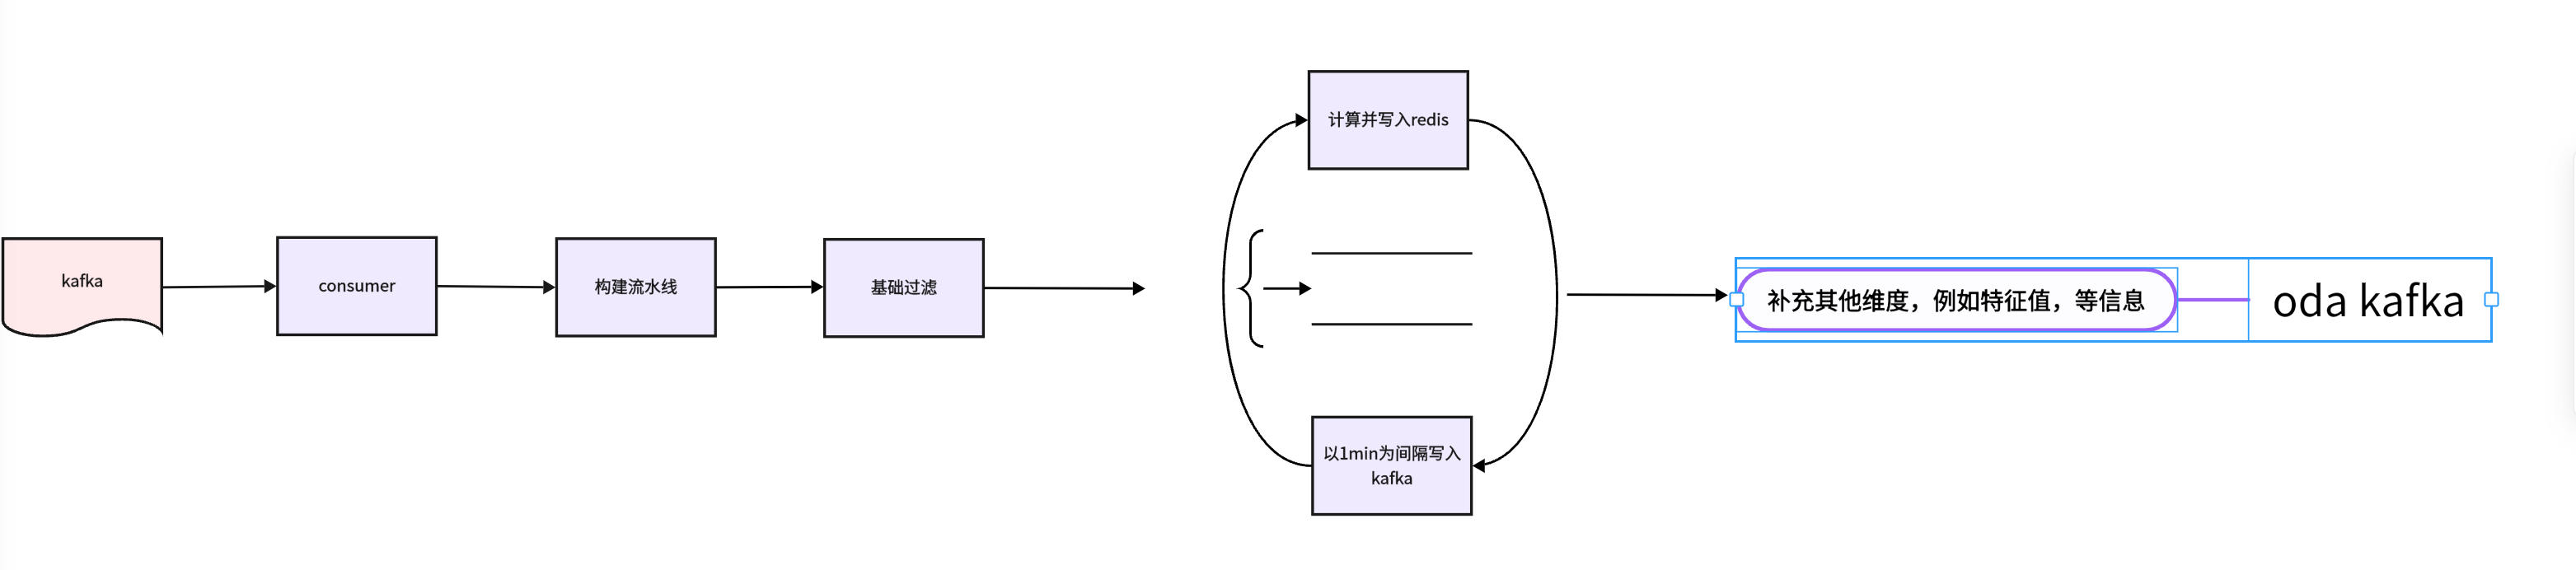 kafka
consumer
构建流水线
基础过滤
计算并写入redis
以1min为间隔写入
kafka
补充其他维度，例如特征值，等信息
oda kafka